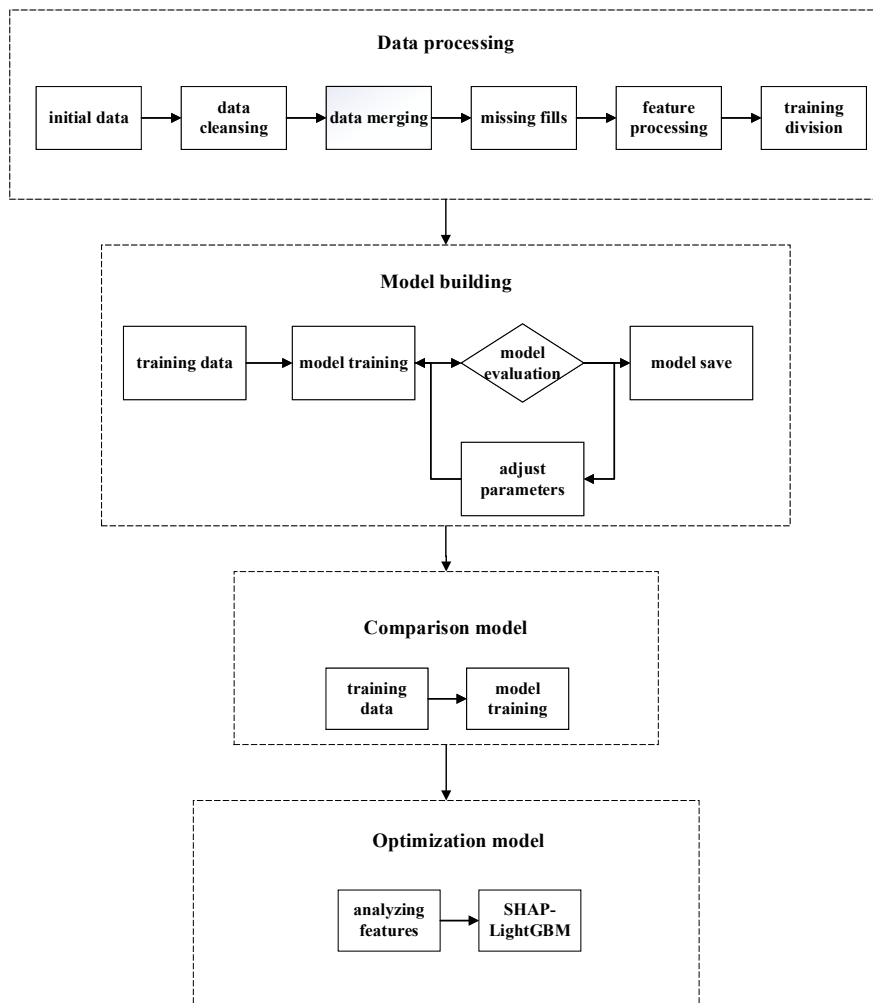 Data processing
initial data
data
cleansing
data merging
missing fills
feature
processing
training
division
Model building
training data
model training
model
evaluation
model save
adjust
parameters
Comparison model
training
data
model
training
Optimization model
analyzing
features
SHAP-
LightGBM